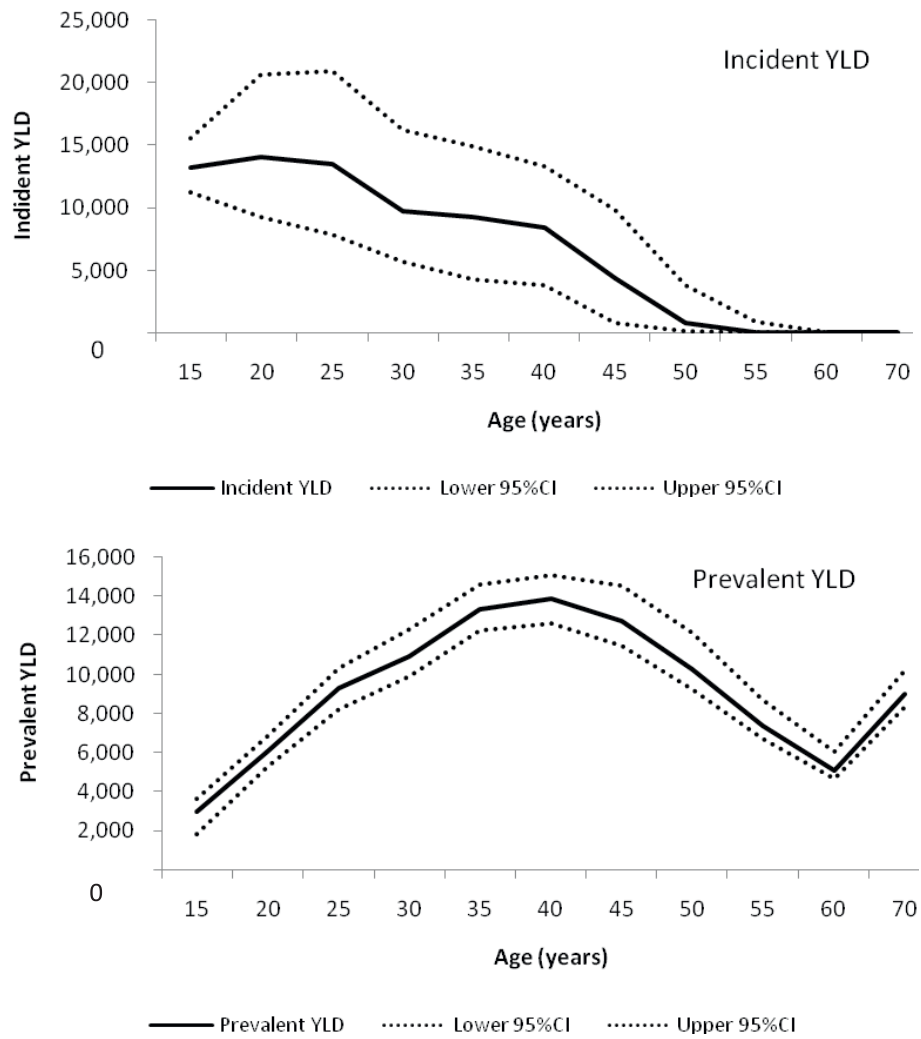 25,000
Incident YLD
20,000
15,000
10,000
5,000
0
Indident YLD
15 20 25 30 35 40 45 50 55 60 70
Age (years)
Incident YLD Lower 95%CI Upper 95%CI
16,000
Prevalent YLD
14,000
12,000
10,000
8,000
6,000
4,000
2,000
0
Prevalent YLD
15 20 25 30 35 40 45 50 55 60 70
Age (years)
Prevalent YLD Lower 95%CI Upper 95%CI